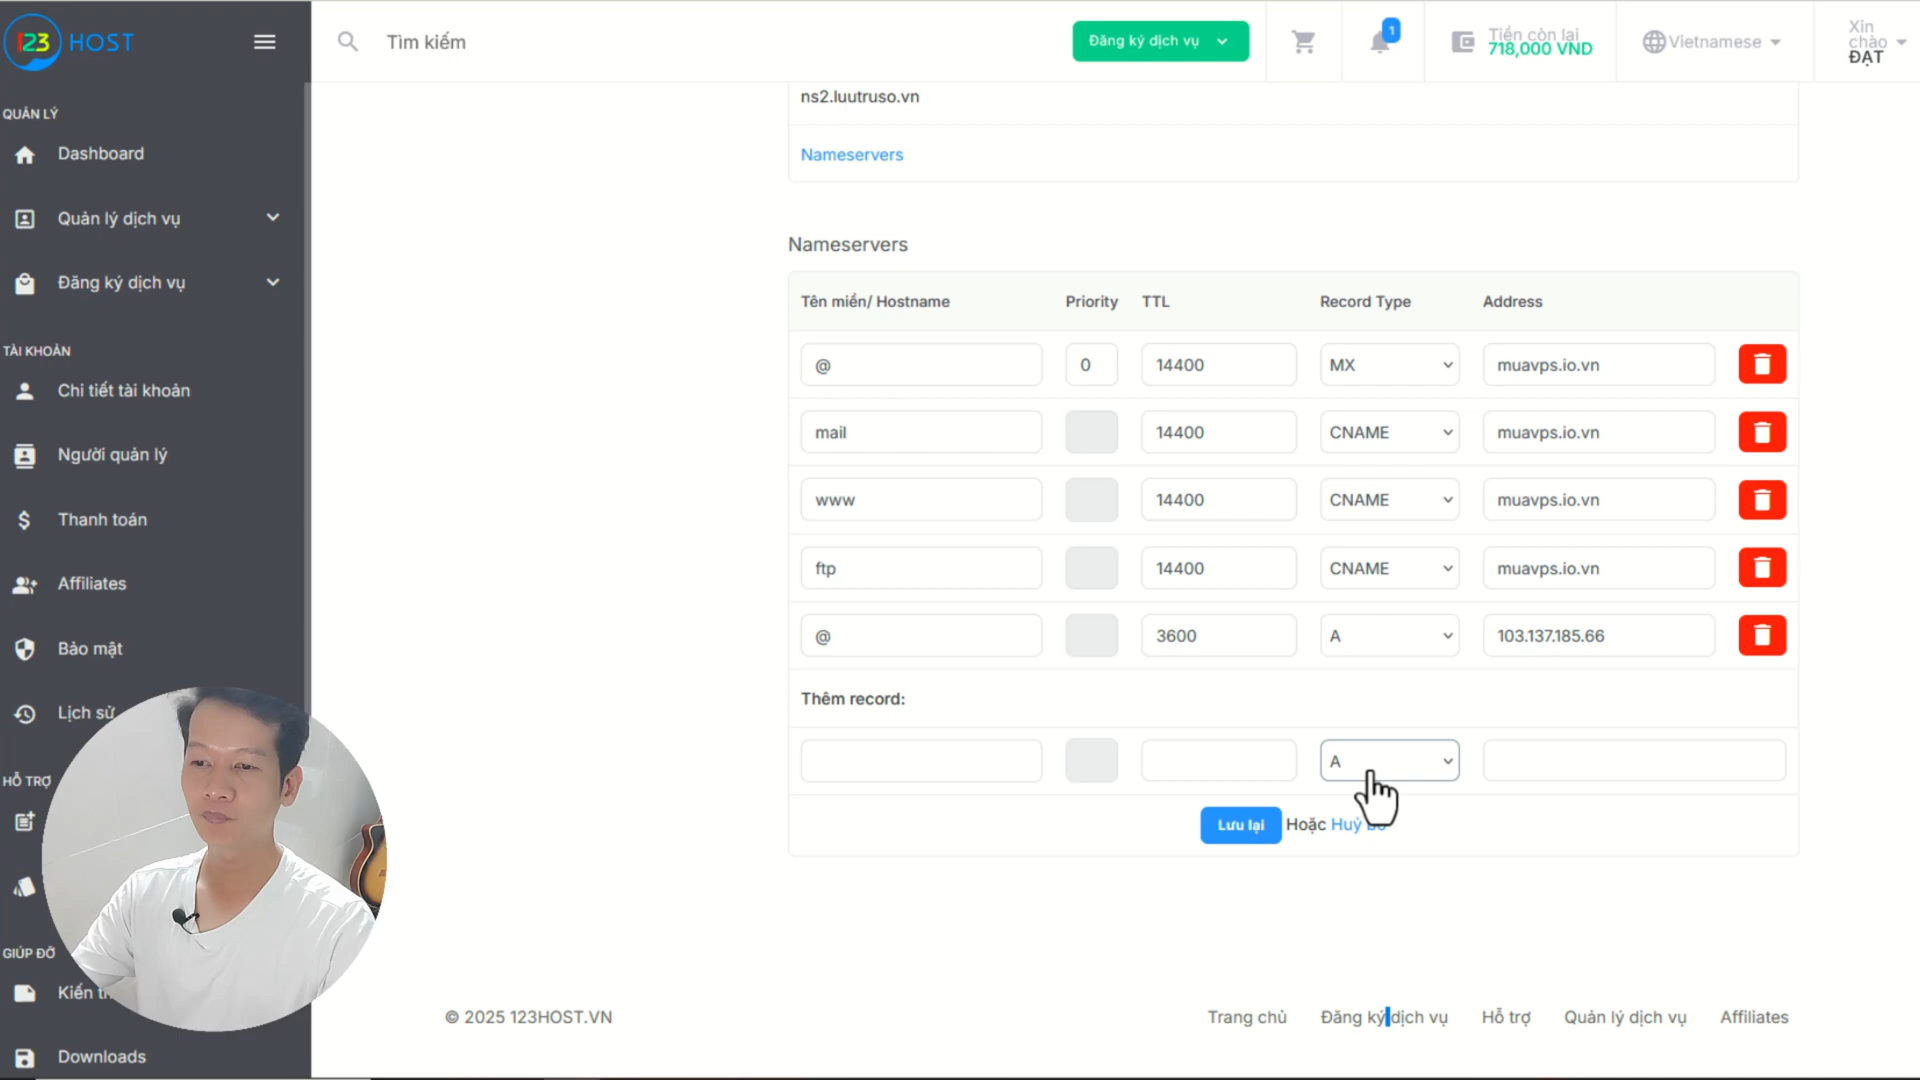 123 HOST
Tìm kiếm
Đăng ký dịch vụ
1
Tiền còn lại
718,000 VND
Vietnamese
Xin
chào
ĐẠT
QUẢN LÝ
Dashboard
Quản lý dịch vụ
Đăng ký dịch vụ
TÀI KHOẢN
Chi tiết tài khoản
Người quản lý
Thanh toán
Affiliates
Bảo mật
Lịch sử
HỖ TRỢ
GIÚP ĐỠ
Kiến
Downloads
ns2.luutruso.vn
Nameservers
Nameservers
Tên miền/ Hostname Priority TTL Record Type Address
@ 0 14400 MX muavps.io.vn
mail 14400 CNAME muavps.io.vn
www 14400 CNAME muavps.io.vn
ftp 14400 CNAME muavps.io.vn
@ 3600 A 103.137.185.66
Thêm record:
A
Lưu lại Hoặc Huỷ
© 2025 123HOST.VN
Trang chủ Đăng ký dịch vụ Hỗ trợ Quản lý dịch vụ Affiliates